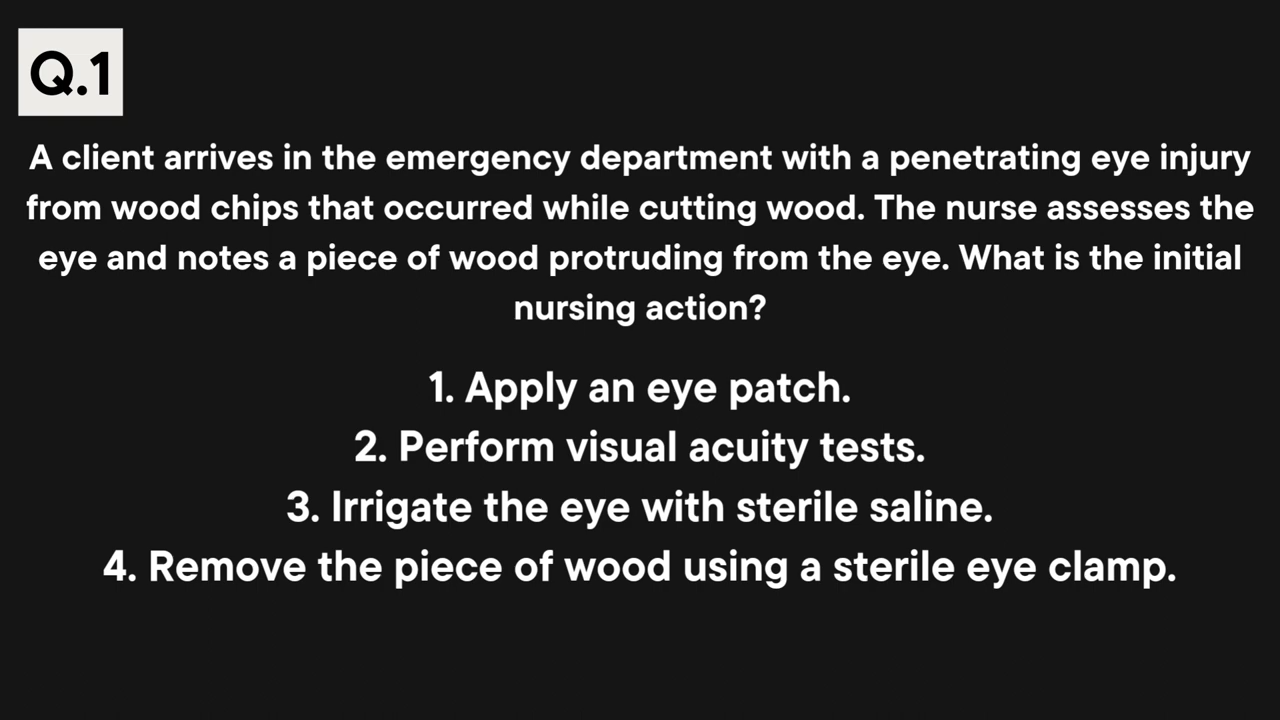 Q.1
A client arrives in the emergency department with a penetrating eye injury
from wood chips that occurred while cutting wood. The nurse assesses the
eye and notes a piece of wood protruding from the eye. What is the initial
nursing action?
1. Apply an eye patch.
2. Perform visual acuity tests.
3. Irrigate the eye with sterile saline.
4. Remove the piece of wood using a sterile eye clamp.